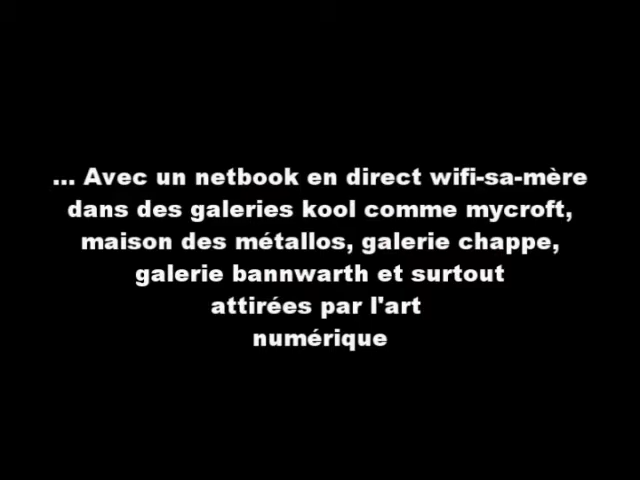 ... Avec un netbook en direct wifi-sa-mère
dans des galeries kool comme mycroft,
maison des métallos, galerie chappe,
galerie bannwarth et surtout
attirées par l'art
numérique